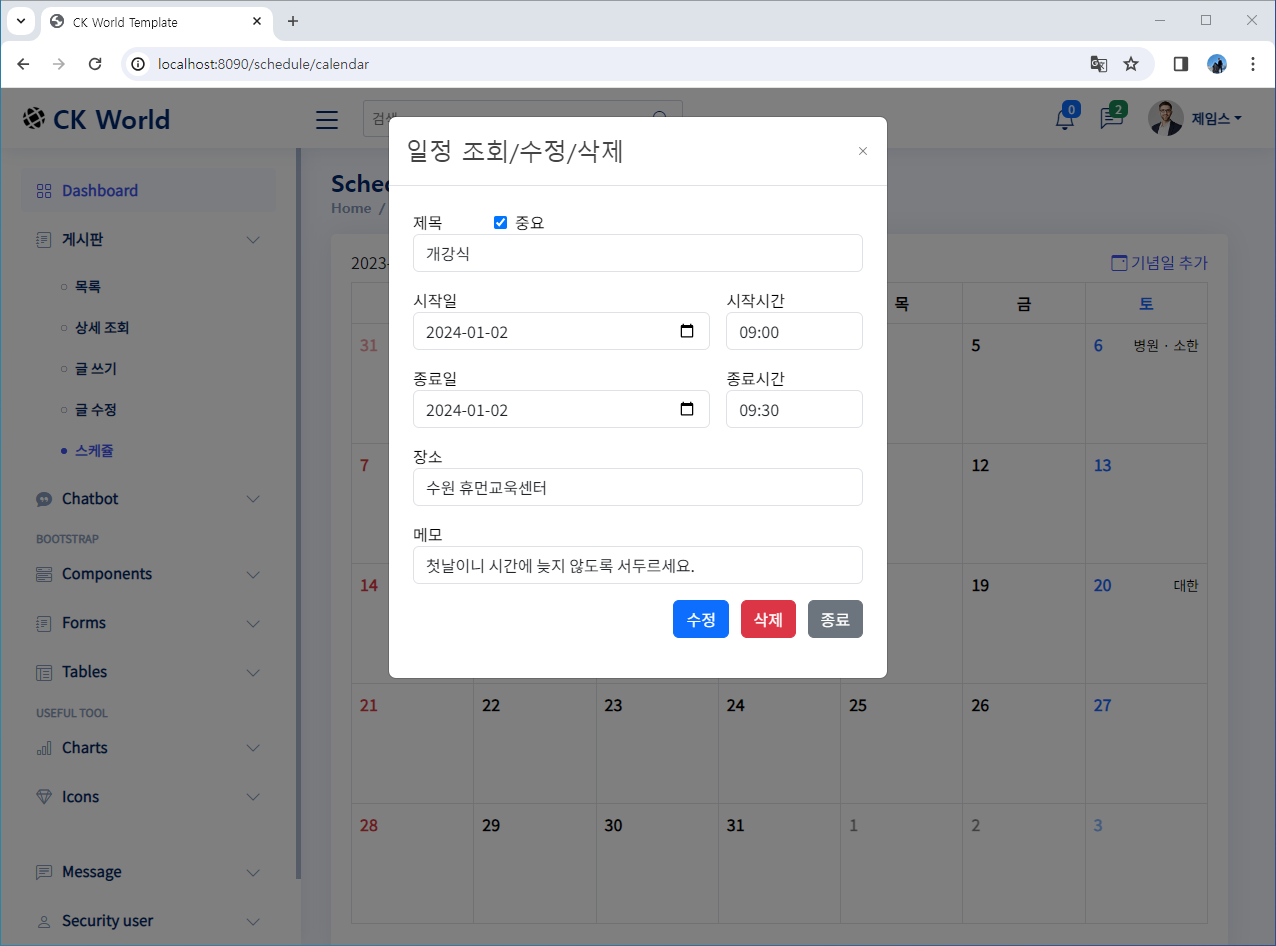 CK World Template
localhost:8090/schedule/calendar
CK World
0
2
제임스
일정 조회/수정/삭제
Dashboard
게시판
목록
상세 조회
글 쓰기
글 수정
스케쥴
Chatbot
BOOTSTRAP
Components
Forms
Tables
USEFUL TOOL
Charts
Icons
Message
Security user
Home /
2023-
기념일 추가
제목
중요
개강식
시작일
시작시간
2024-01-02
09:00
종료일
종료시간
2024-01-02
09:30
장소
수원 휴먼교욱센터
메모
첫날이니 시간에 늦지 않도록 서두르세요.
수정 삭제 종료
목 금 토
31 5 6 병원 · 소한
7 12 13
14 19 20 대한
21 22 23 24 25 26 27
28 29 30 31 1 2 3